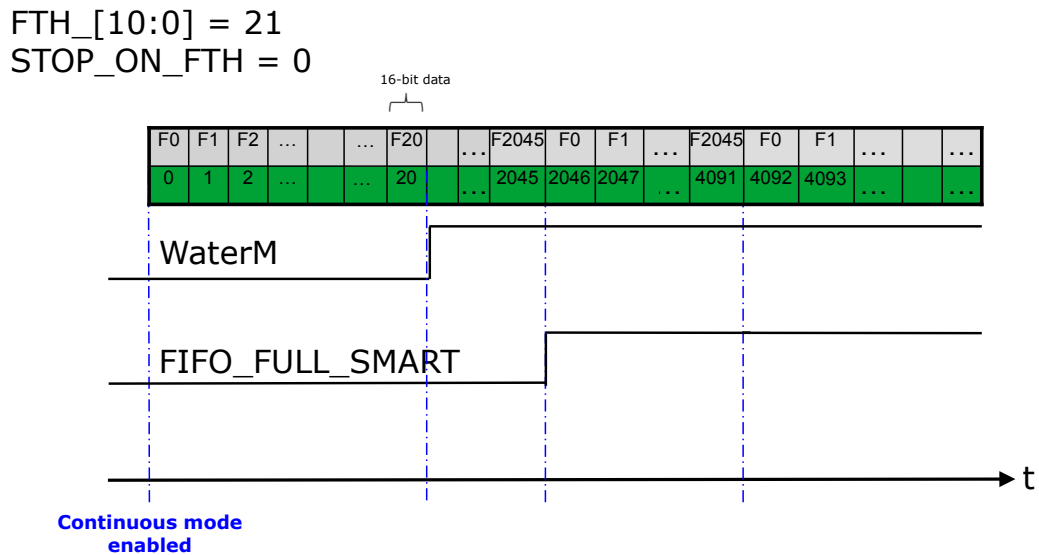 FTH_[10:0] = 21
STOP_ON_FTH = 0
16-bit data
F0 F1 F2 ... ... F20 ... F2045 F0 F1 ... F2045 F0 F1 ... ...
0 1 2 ... ... 20 ... 2045 2046 2047 ... 4091 4092 4093 ... ...
WaterM
FIFO_FULL_SMART
t
Continuous mode
enabled